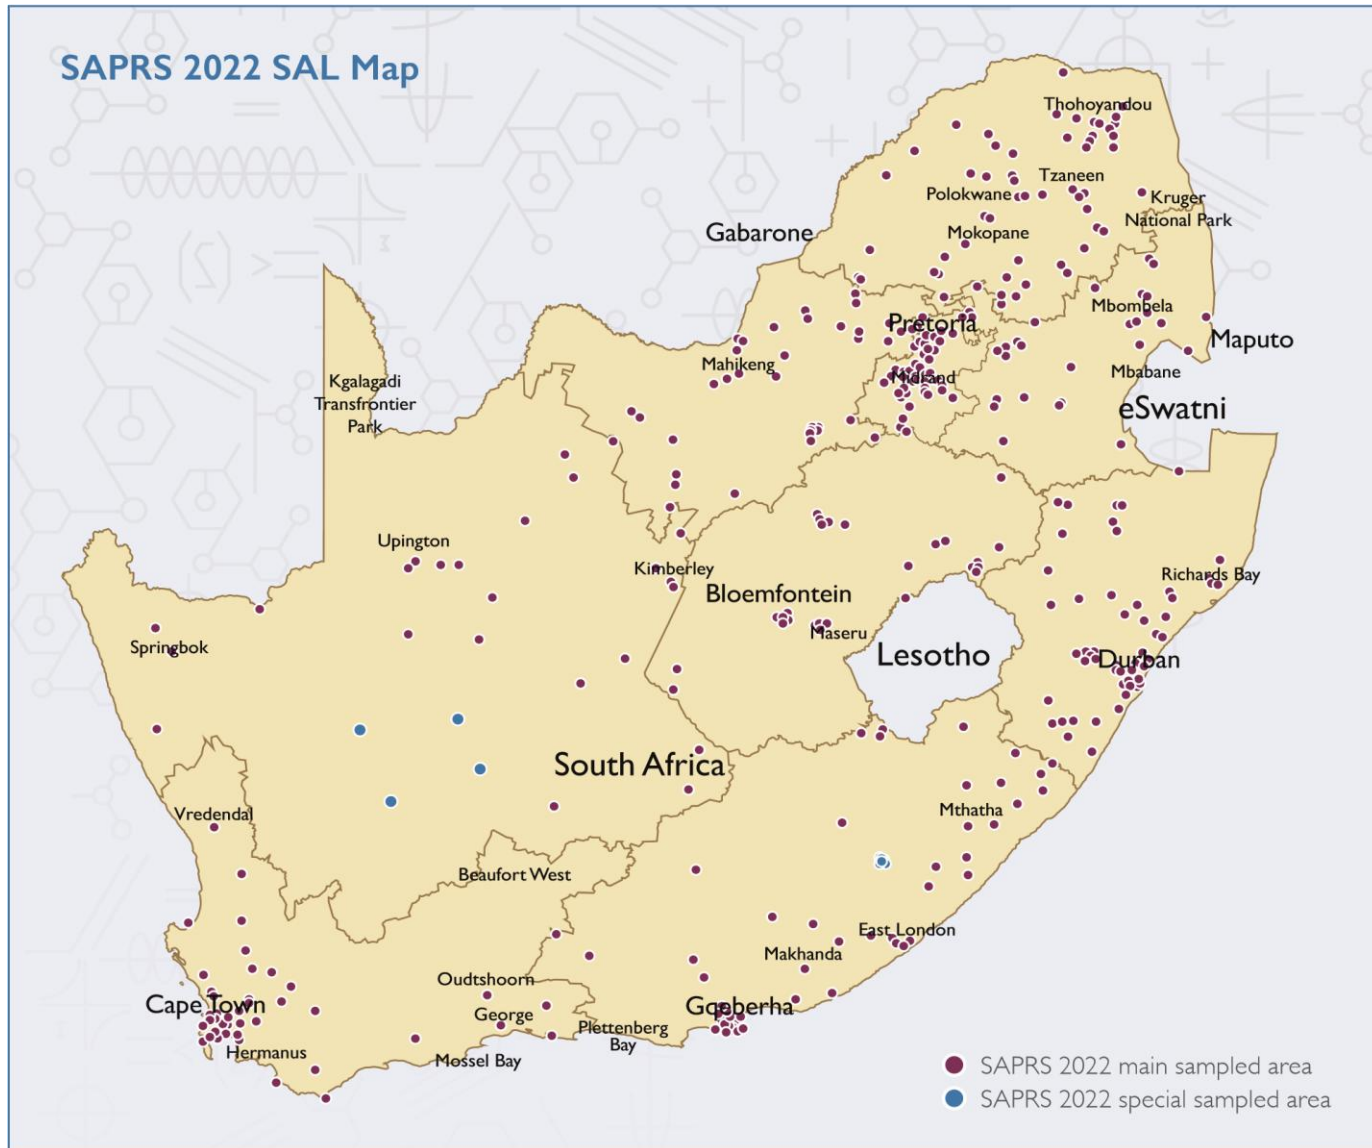 SAPRS 2022 SAL Map
Thohoyandou
Tzaneen
Polokwane
Kruger
National Park
Gabarone
Mokopane
Mbombela
Pretoria
Maputo
Mahikeng
Midrand
Mbabane
Kgalagadi
Transfrontier
Park
eSwatni
Upington
Kimberley
Richards Bay
Bloemfontein
Maseru
Springbok
Lesotho
Durban
South Africa
Vredendal
Mthatha
Beaufort West
East London
Makhanda
Oudtshoorn
Cape Town
George
Gqeberha
Plettenberg
Bay
Hermanus
Mossel Bay
SAPRS 2022 main sampled area
SAPRS 2022 special sampled area